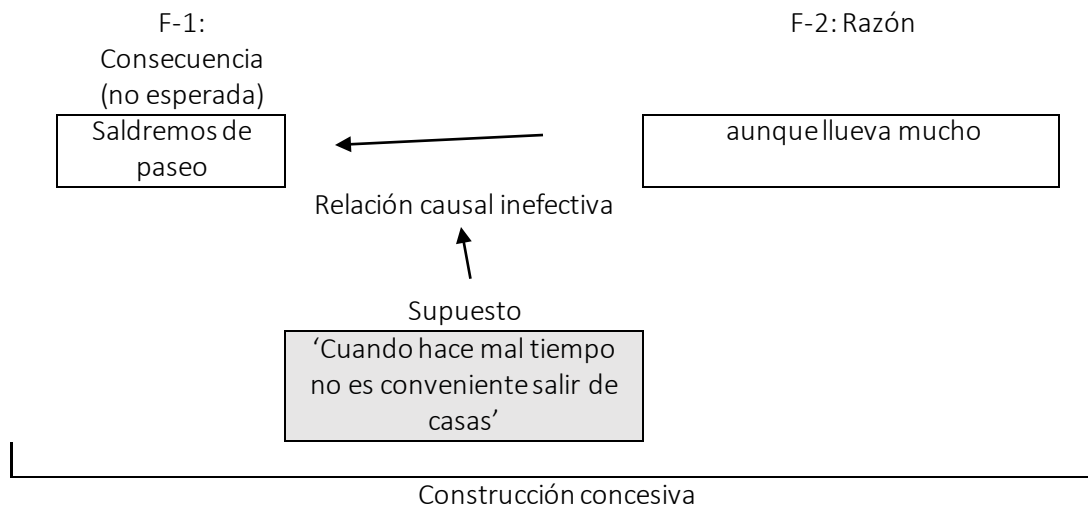 F-1:
Consecuencia
(no esperada)
F-2: Razón
Saldremos de
paseo
aunque llueva mucho
Relación causal inefectiva
Supuesto
‘Cuando hace mal tiempo
no es conveniente salir de
casas’
Construcción concesiva